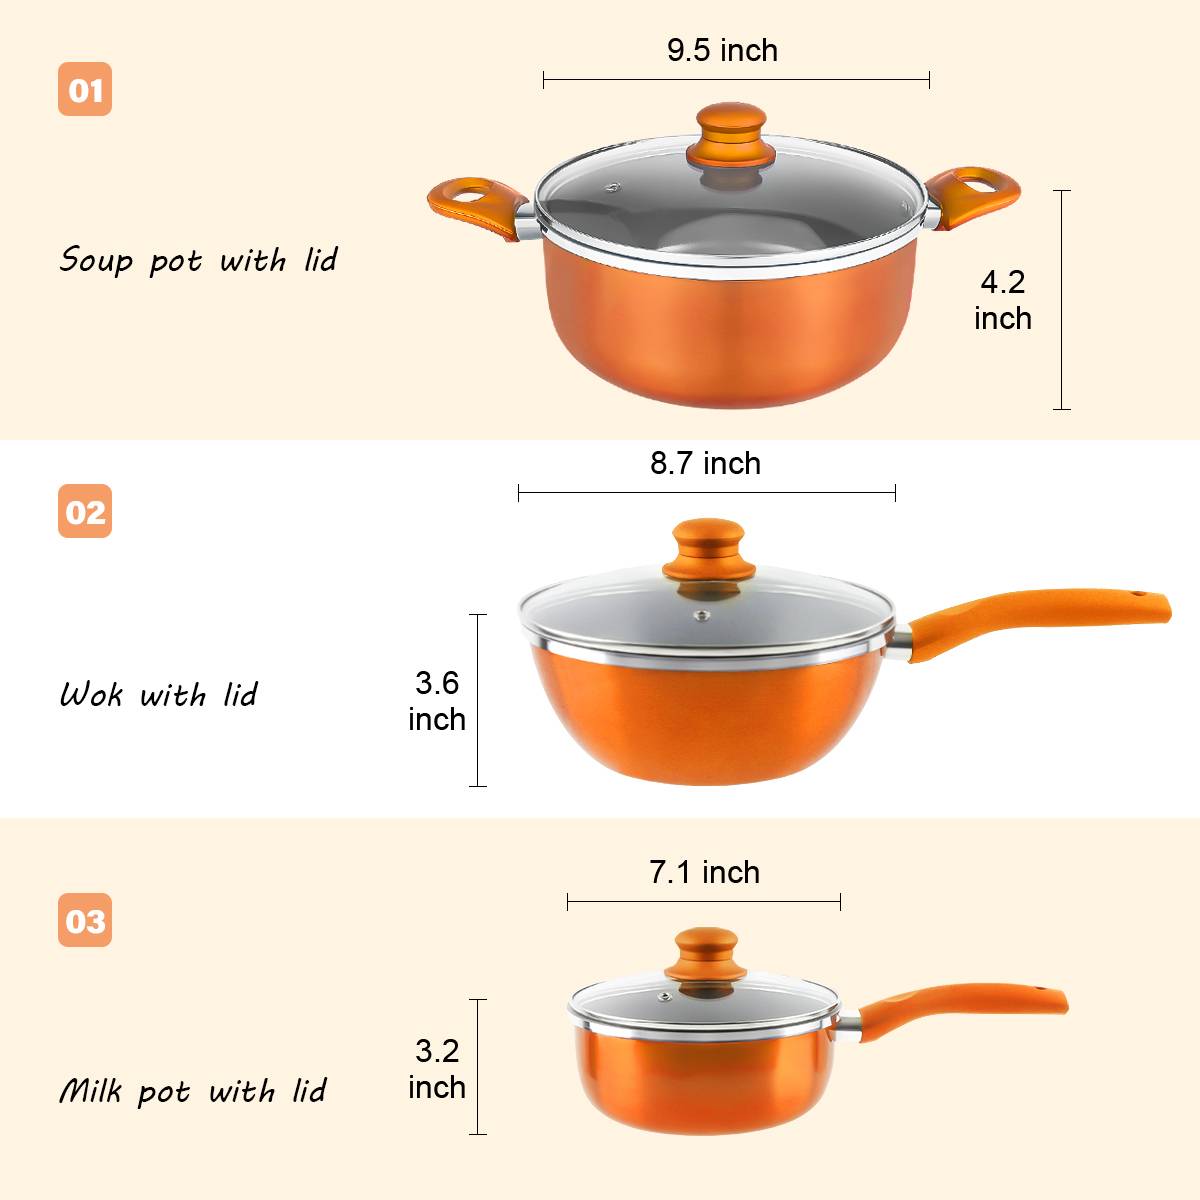 9.5 inch
01
Soup pot with lid
4.2
inch
8.7 inch
02
Wok with lid
3.6
inch
7.1 inch
03
Milk pot with lid
3.2
inch